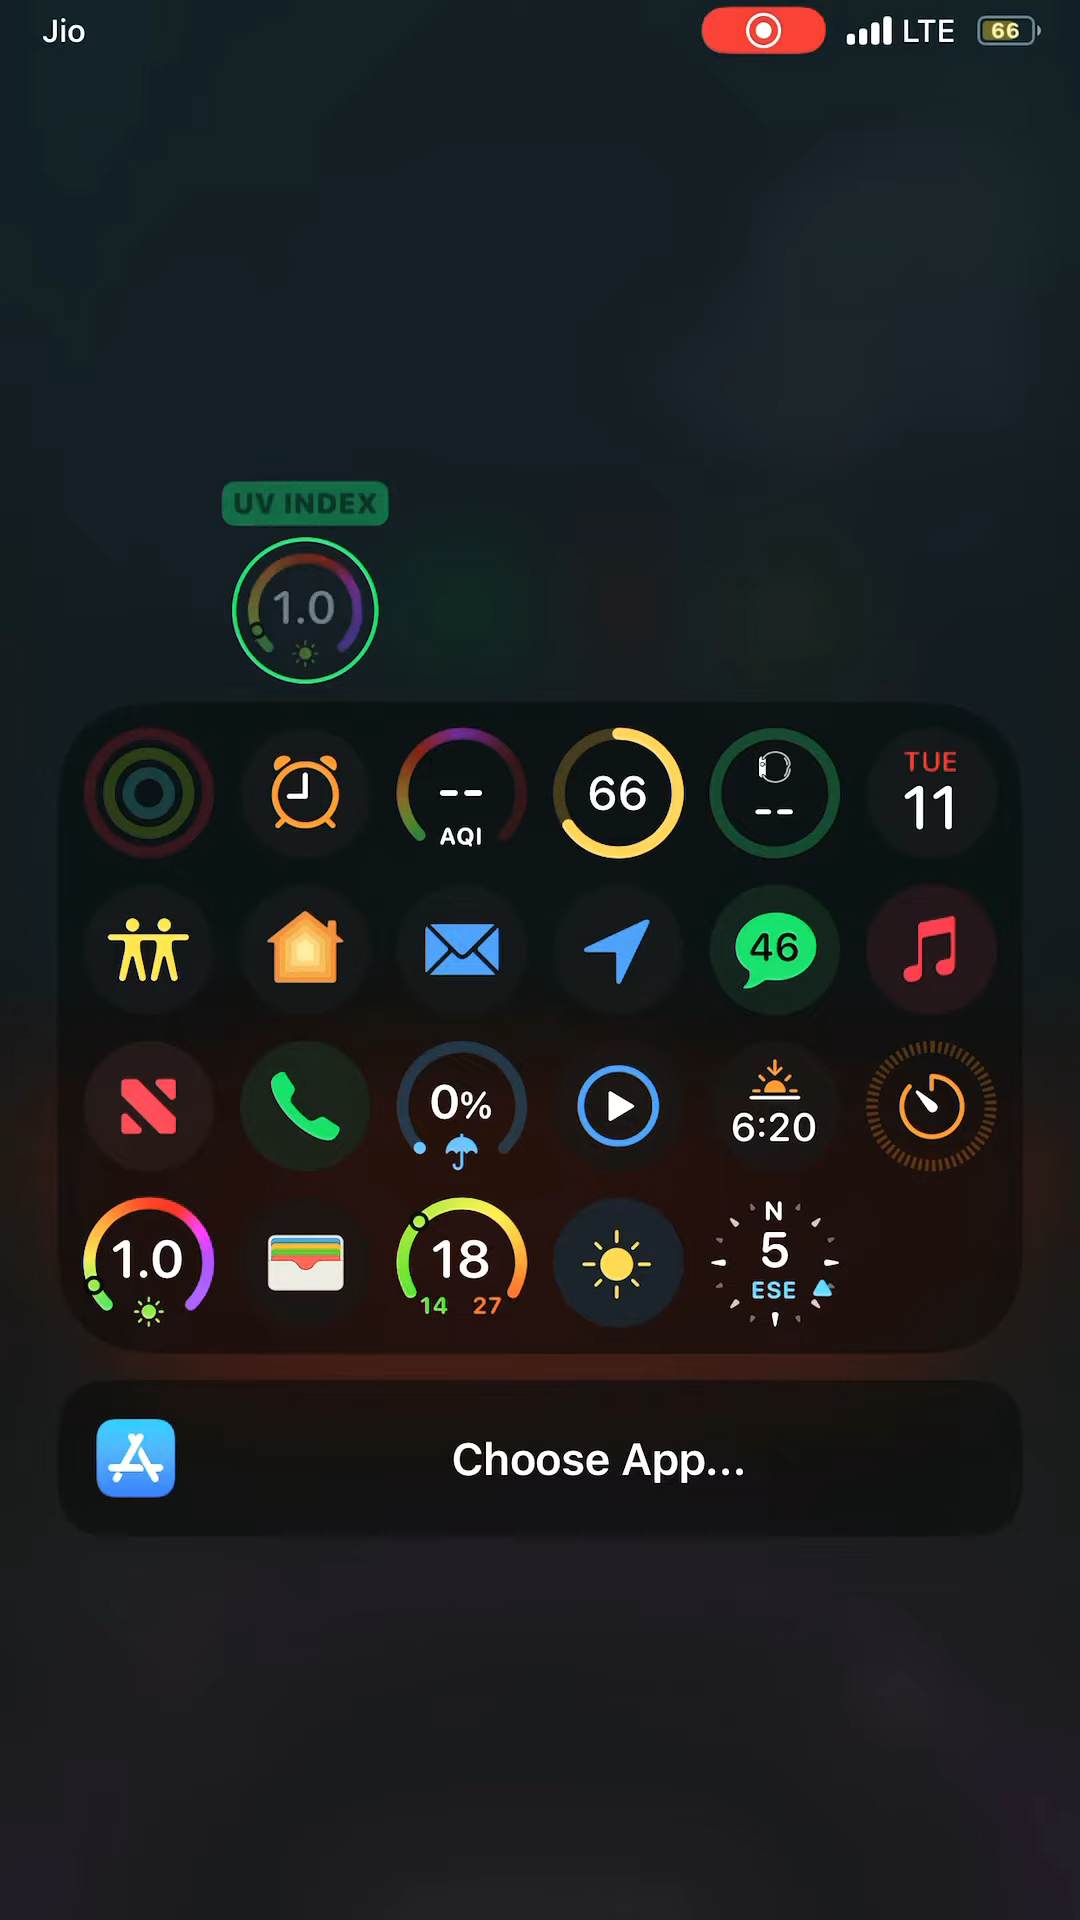 Jio LTE 66
UV INDEX
1.0
-- AQI
66
--
TUE
11
46
0%
6:20
1.0
18
14 27
N
5
ESE
Choose App...